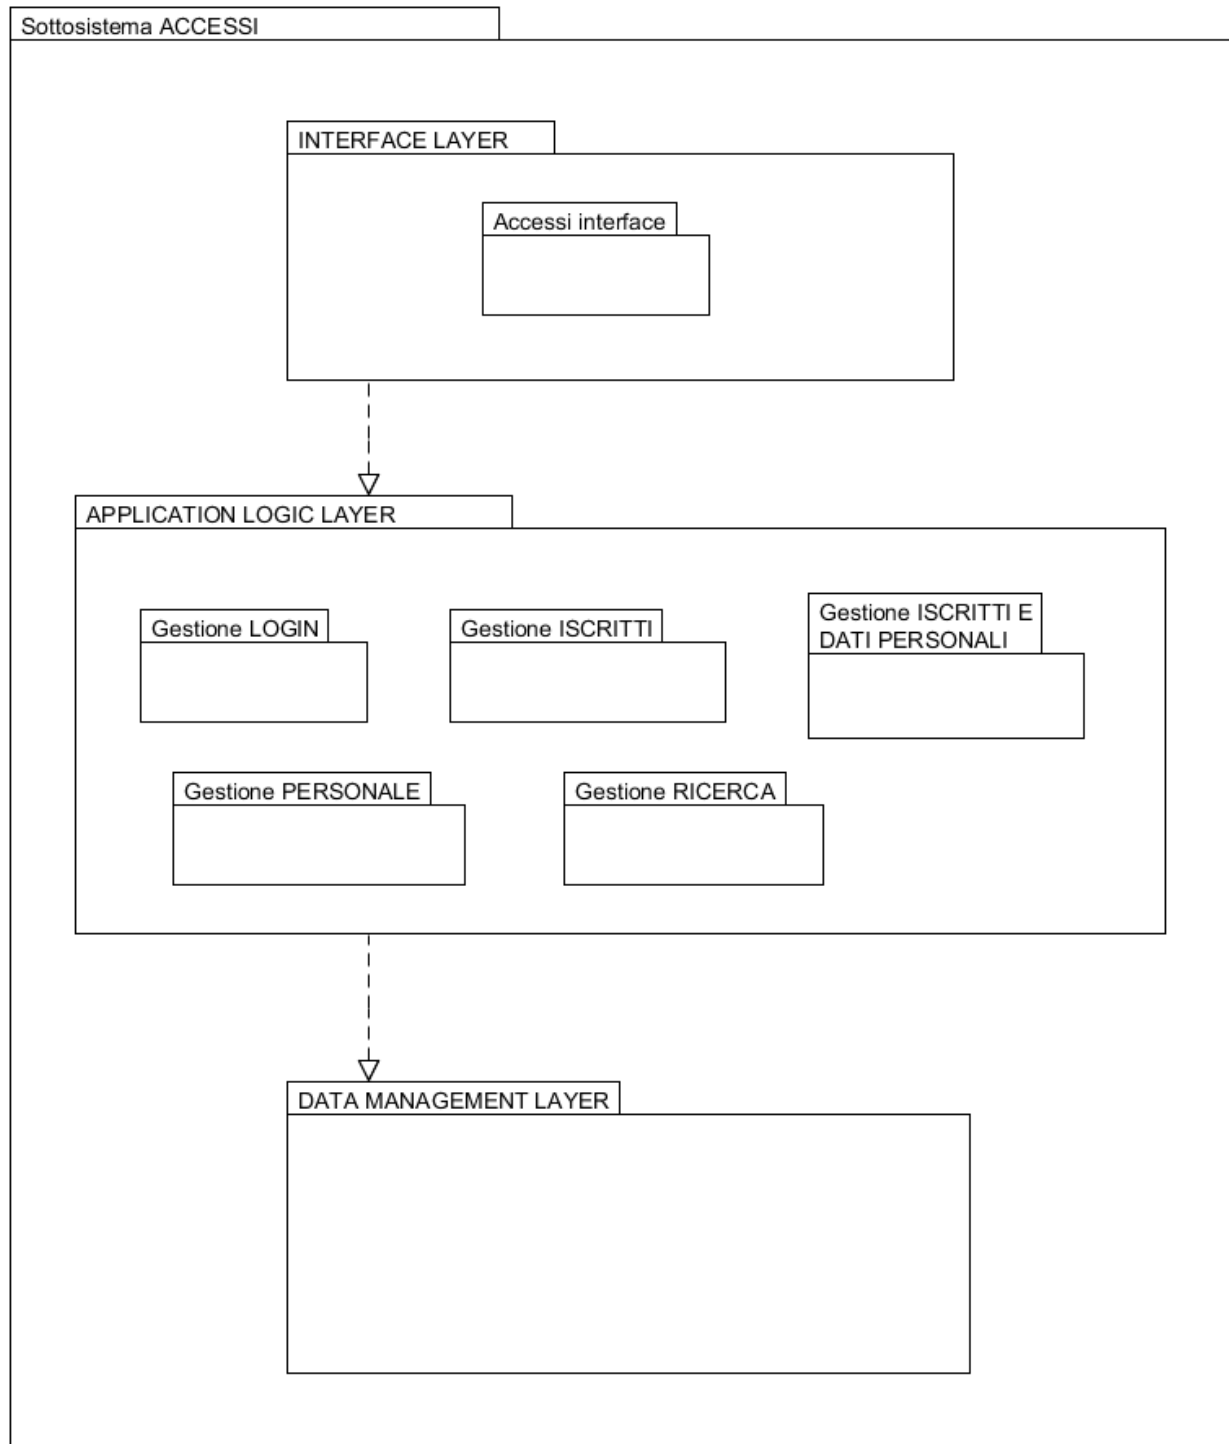 Sottosistema ACCESSI
INTERFACE LAYER
Accessi interface
APPLICATION LOGIC LAYER
Gestione LOGIN
Gestione ISCRITTI
Gestione ISCRITTI E
DATI PERSONALI
Gestione PERSONALE
Gestione RICERCA
DATA MANAGEMENT LAYER